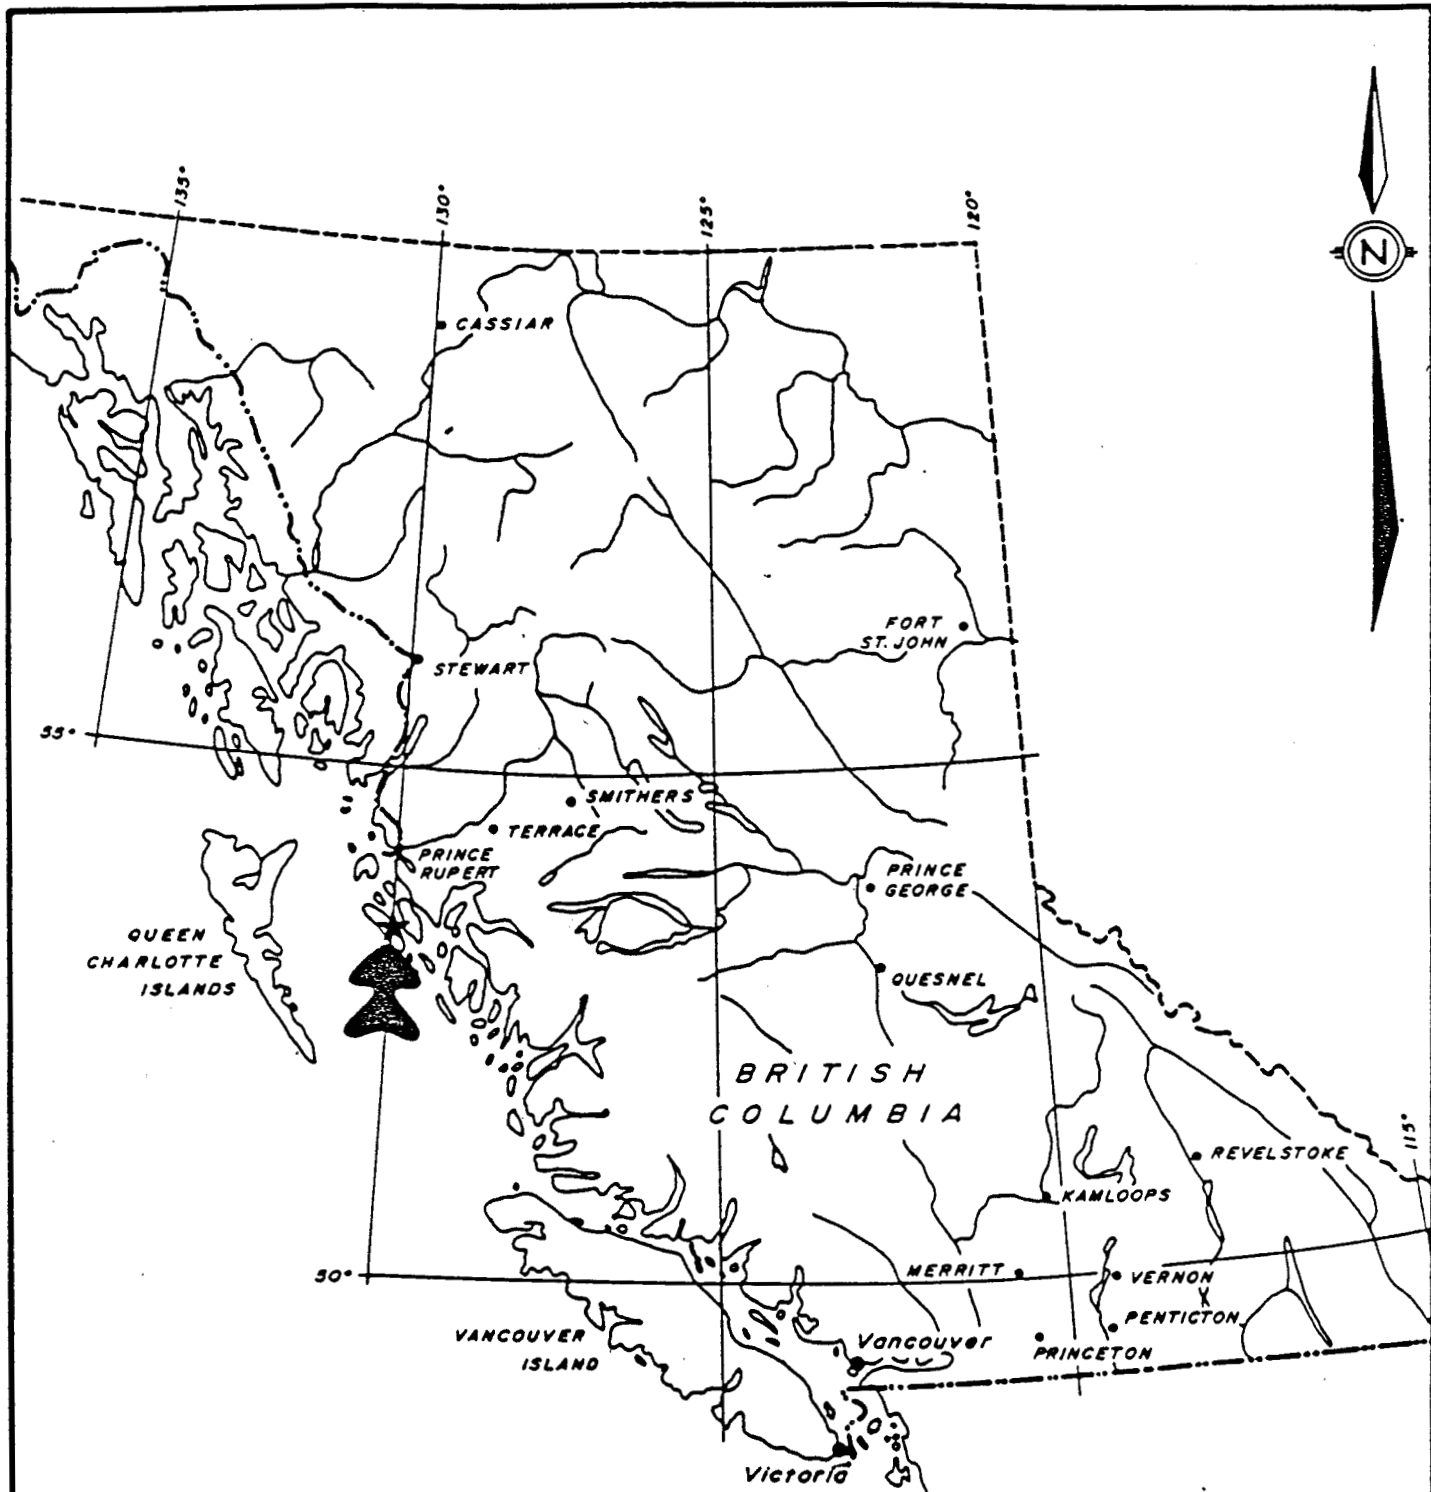 135°
130°
125°
120°
N
CASSIAR
FORT
ST. JOHN
STEWART
55°
SMITHERS
TERRACE
PRINCE
RUPERT
PRINCE
GEORGE
QUEEN
CHARLOTTE
ISLANDS
QUESNEL
BRITISH
COLUMBIA
115°
REVELSTOKE
KAMLOOPS
50°
MERRITT
VERNON
X
PENTICTON
VANCOUVER
ISLAND
Vancouver
PRINCETON
Victoria